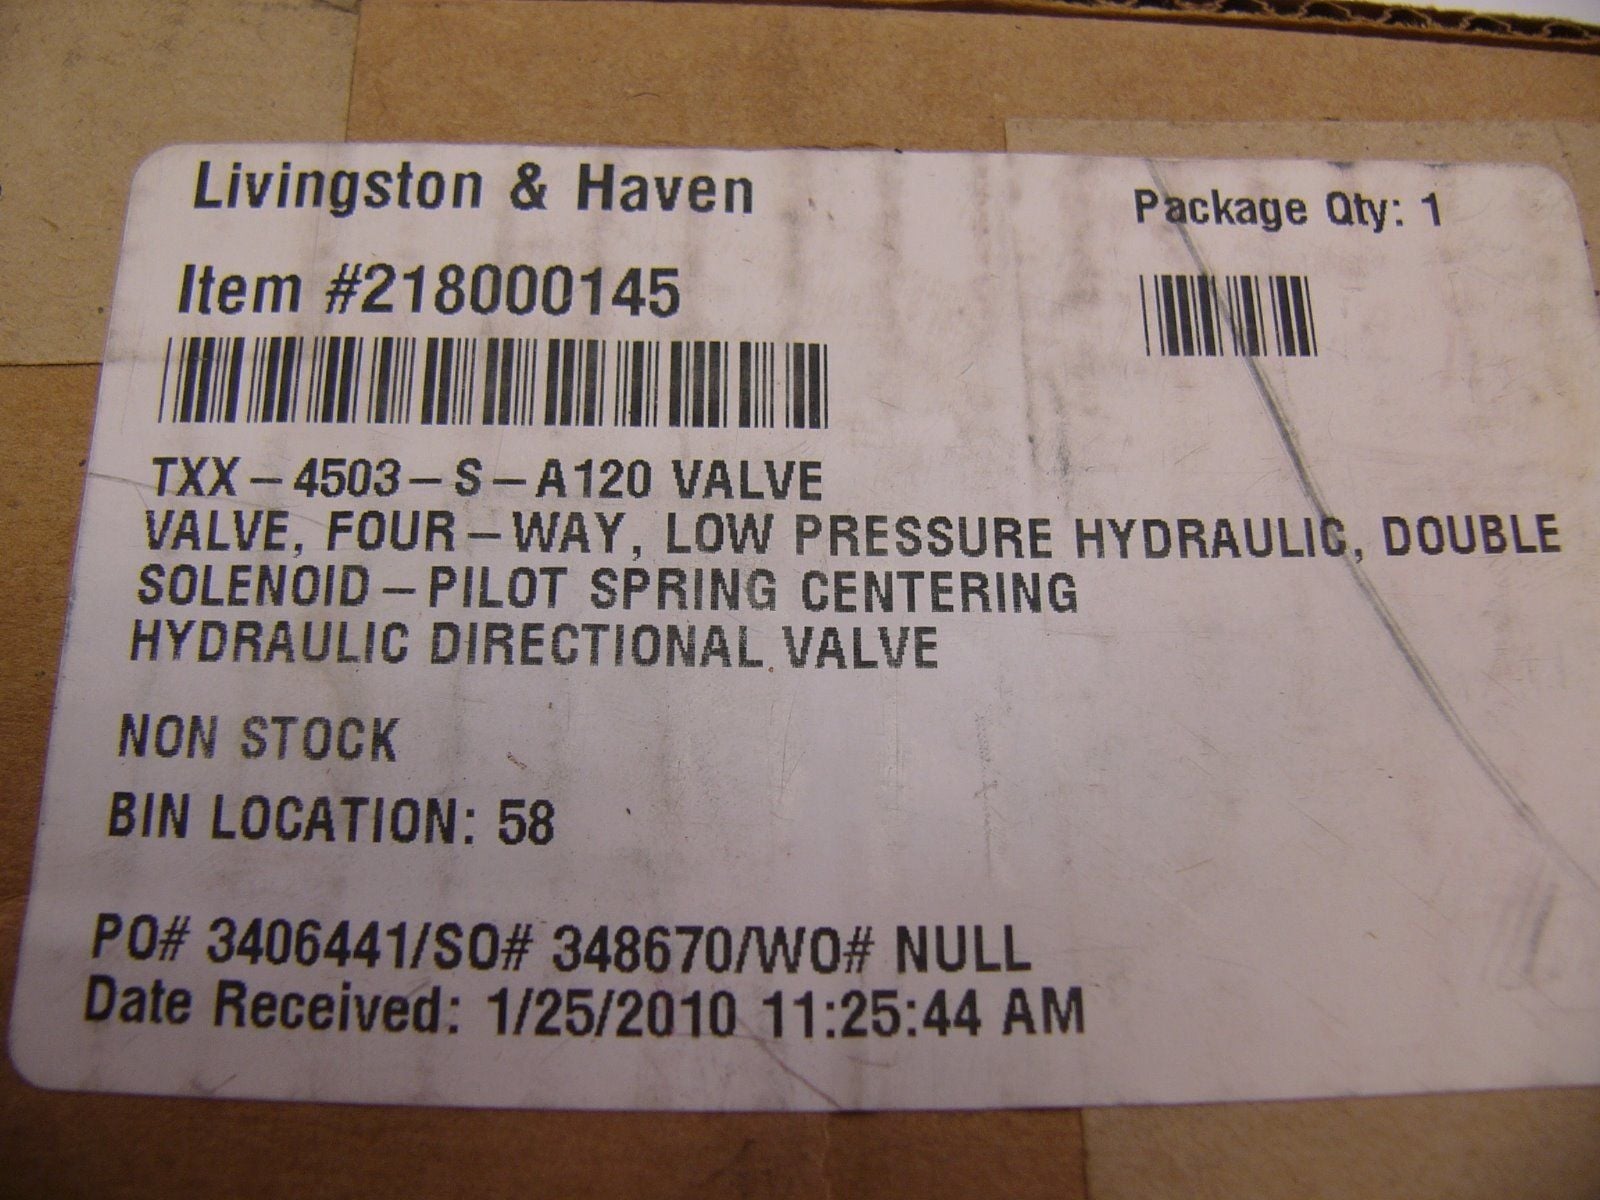 Livingston & Haven
Package Qty: 1
Item #218000145
TXX-4503-S-A120 VALVE
VALVE, FOUR-WAY, LOW PRESSURE HYDRAULIC, DOUBLE
SOLENOID-PILOT SPRING CENTERING
HYDRAULIC DIRECTIONAL VALVE
NON STOCK
BIN LOCATION: 58
PO# 3406441/SO# 348670/WO# NULL
Date Received: 1/25/2010 11:25:44 AM